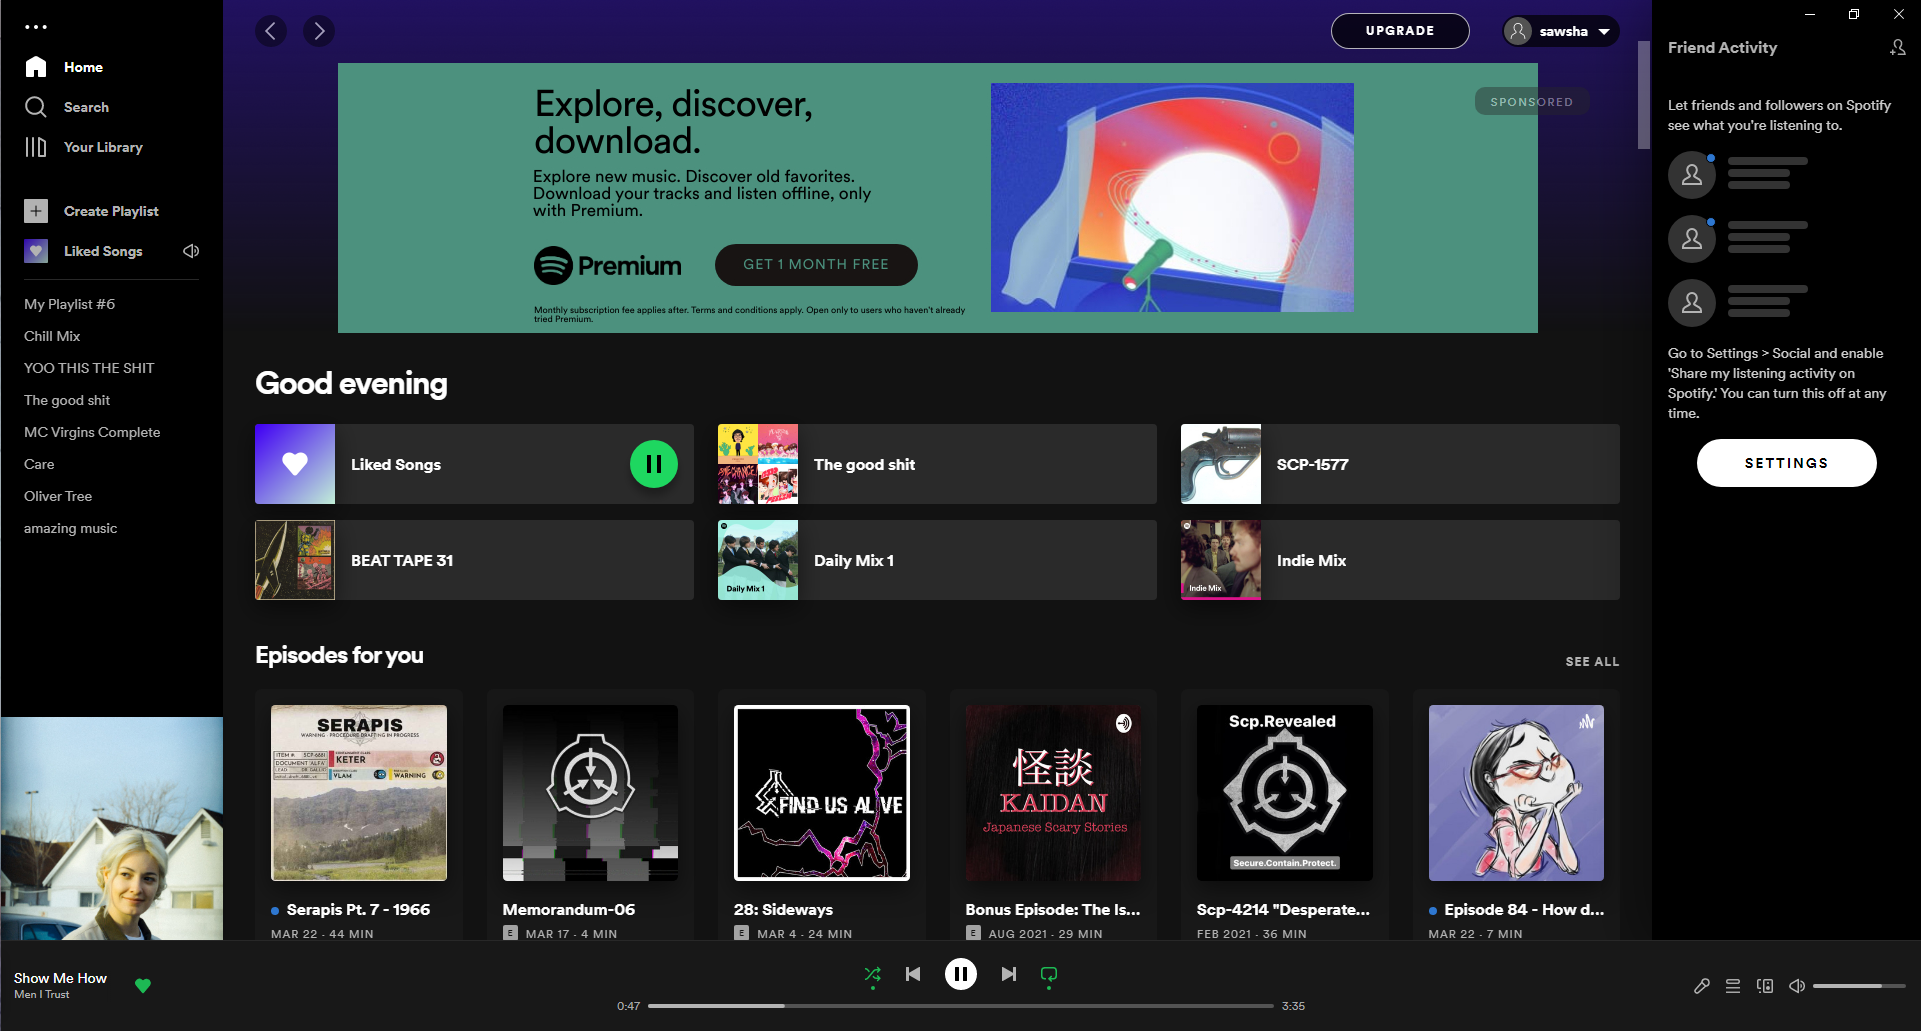 Home
Search
Your Library
Create Playlist
Liked Songs
My Playlist #6
Chill Mix
YOO THIS THE SHIT
The good shit
MC Virgins Complete
Care
Oliver Tree
amazing music
UPGRADE
sawsha
SPONSORED
Explore, discover,
download.
Explore new music. Discover old favorites.
Download your tracks and listen offline, only
with Premium.
Premium
GET 1 MONTH FREE
Monthly subscription fee applies after. Terms and conditions apply. Open only to users who haven't already
tried Premium.
Good evening
Liked Songs
The good shit
SCP-1577
BEAT TAPE 31
Daily Mix 1
Daily Mix 1
Indie Mix
Indie Mix
Episodes for you
SEE ALL
SERAPIS
WARNING - PROCEDURE DRAFTING IN PROGRESS
KETER
VLAM
WARNING
Serapis Pt. 7 - 1966
MAR 22 · 44 MIN
Memorandum-06
E MAR 17 · 4 MIN
FIND US ALIVE
28: Sideways
E MAR 4 · 24 MIN
怪談
KAIDAN
Japanese Scary Stories
Bonus Episode: The Is...
E AUG 2021 · 29 MIN
Scp.Revealed
Secure.Contain.Protect.
Scp-4214 "Desperate...
FEB 2021 · 36 MIN
Episode 84 - How d...
MAR 22 · 7 MIN
Friend Activity
Let friends and followers on Spotify
see what you're listening to.
Go to Settings > Social and enable
'Share my listening activity on
Spotify.' You can turn this off at any
time.
SETTINGS
Show Me How
Men I Trust
0:47
3:35